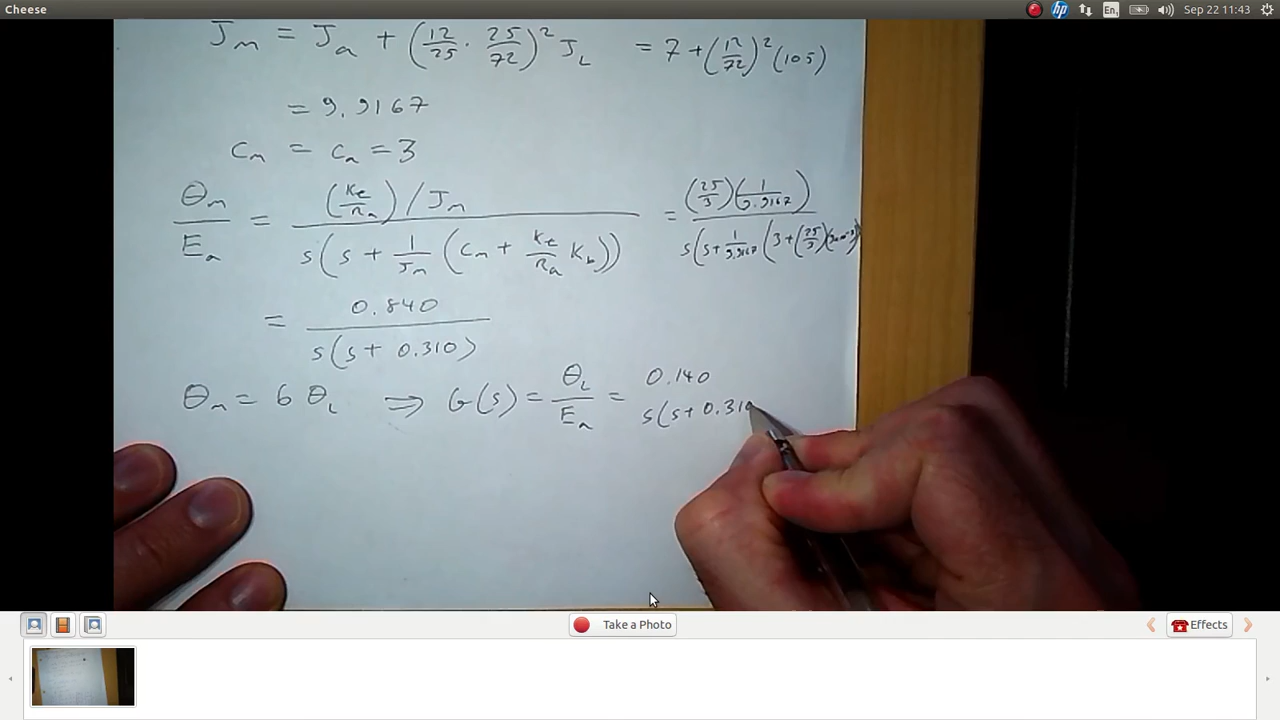 Cheese
En
Sep 22 11:43
J_m = J_a + (12/25 · 25/72)² J_L = 7 + (12/72)² (105)
= 9.9167
c_m = c_a = 3
Θ_m/E_a = (K_t/R_a)/J_m / s(s + 1/J_m (c_m + K_t/R_a K_b)) = (25/3)(1/9.9167) / s(s + 1/9.9167 (3 + (25/3)
= 0.840 / s(s + 0.310)
Θ_m = 6 Θ_L ⇒ G(s) = Θ_L/E_a = 0.140 s(s + 0.310
Take a Photo
Effects